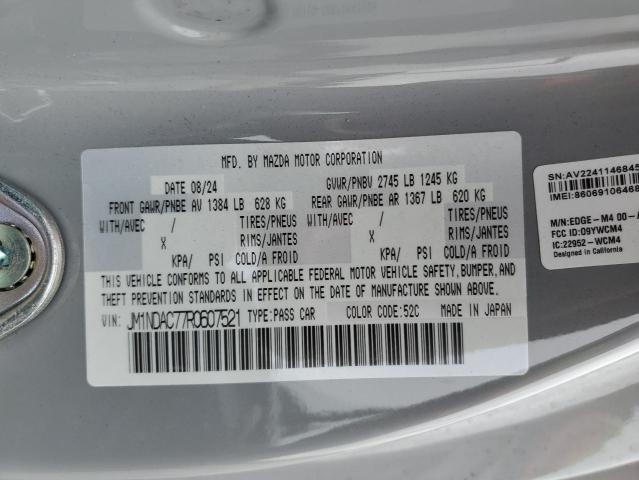 MFD. BY MAZDA MOTOR CORPORATION
DATE 08/24 GVWR/PNBV 2745 LB 1245 KG
FRONT GAWR/PNBE AV 1384 LB 628 KG REAR GAWR/PNBE AR 1367 LB 620 KG
WITH/AVEC / TIRES/PNEUS WITH/AVEC / TIRES/PNEUS
X RIMS/JANTES X RIMS/JANTES
KPA/ PSI COLD/A FROID KPA/ PSI COLD/A FROID
THIS VEHICLE CONFORMS TO ALL APPLICABLE FEDERAL MOTOR VEHICLE SAFETY, BUMPER, AND
THEFT PREVENTION STANDARDS IN EFFECT ON THE DATE OF MANUFACTURE SHOWN ABOVE.
VIN: JM1NDAC77R0607521 TYPE:PASS CAR COLOR CODE:52C MADE IN JAPAN
SN:AV2241146845
IMEI:860691064
M/N:EDGE-M4 00-
FCC ID:O9YWCM4
IC:22952-WCM4
Designed in California